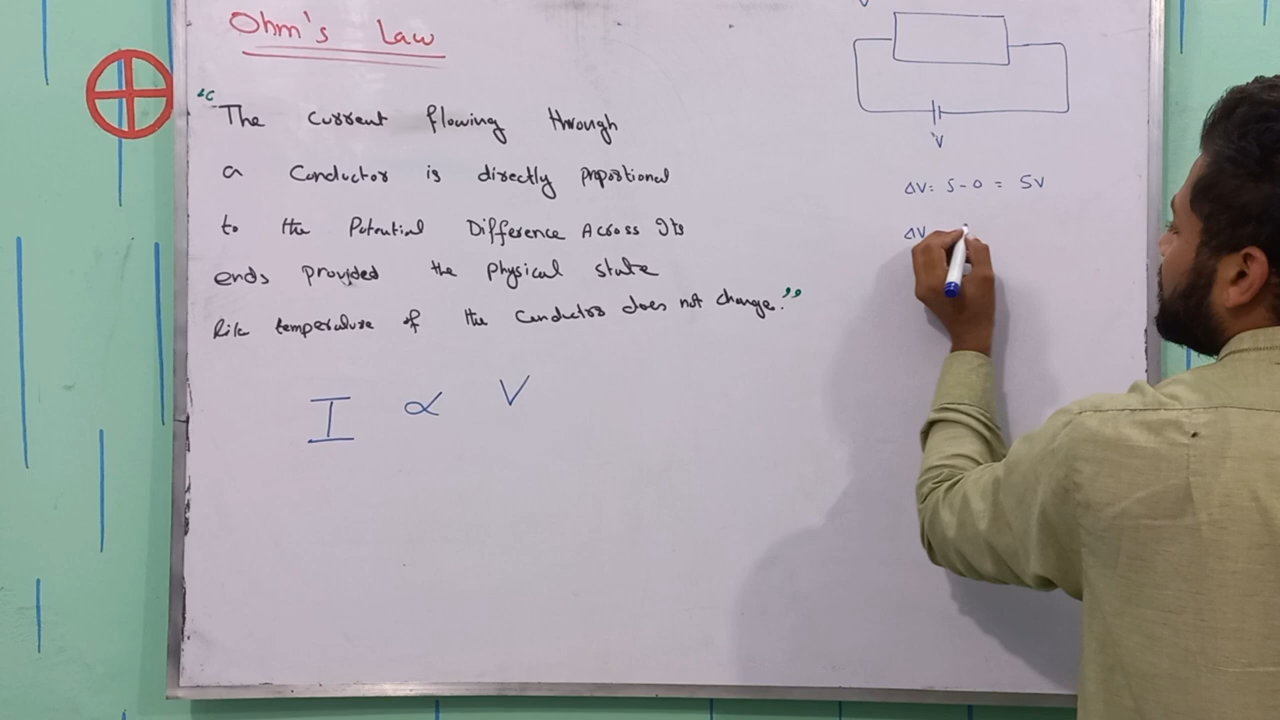 Ohm's Law
“The current flowing through
a Conductor is directly proportional
to the Potential Difference Across Its
ends provided the physical state
like temperature of the Conductor does not change.”
I ∝ V
V
ΔV = 5 - 0 = 5V
ΔV